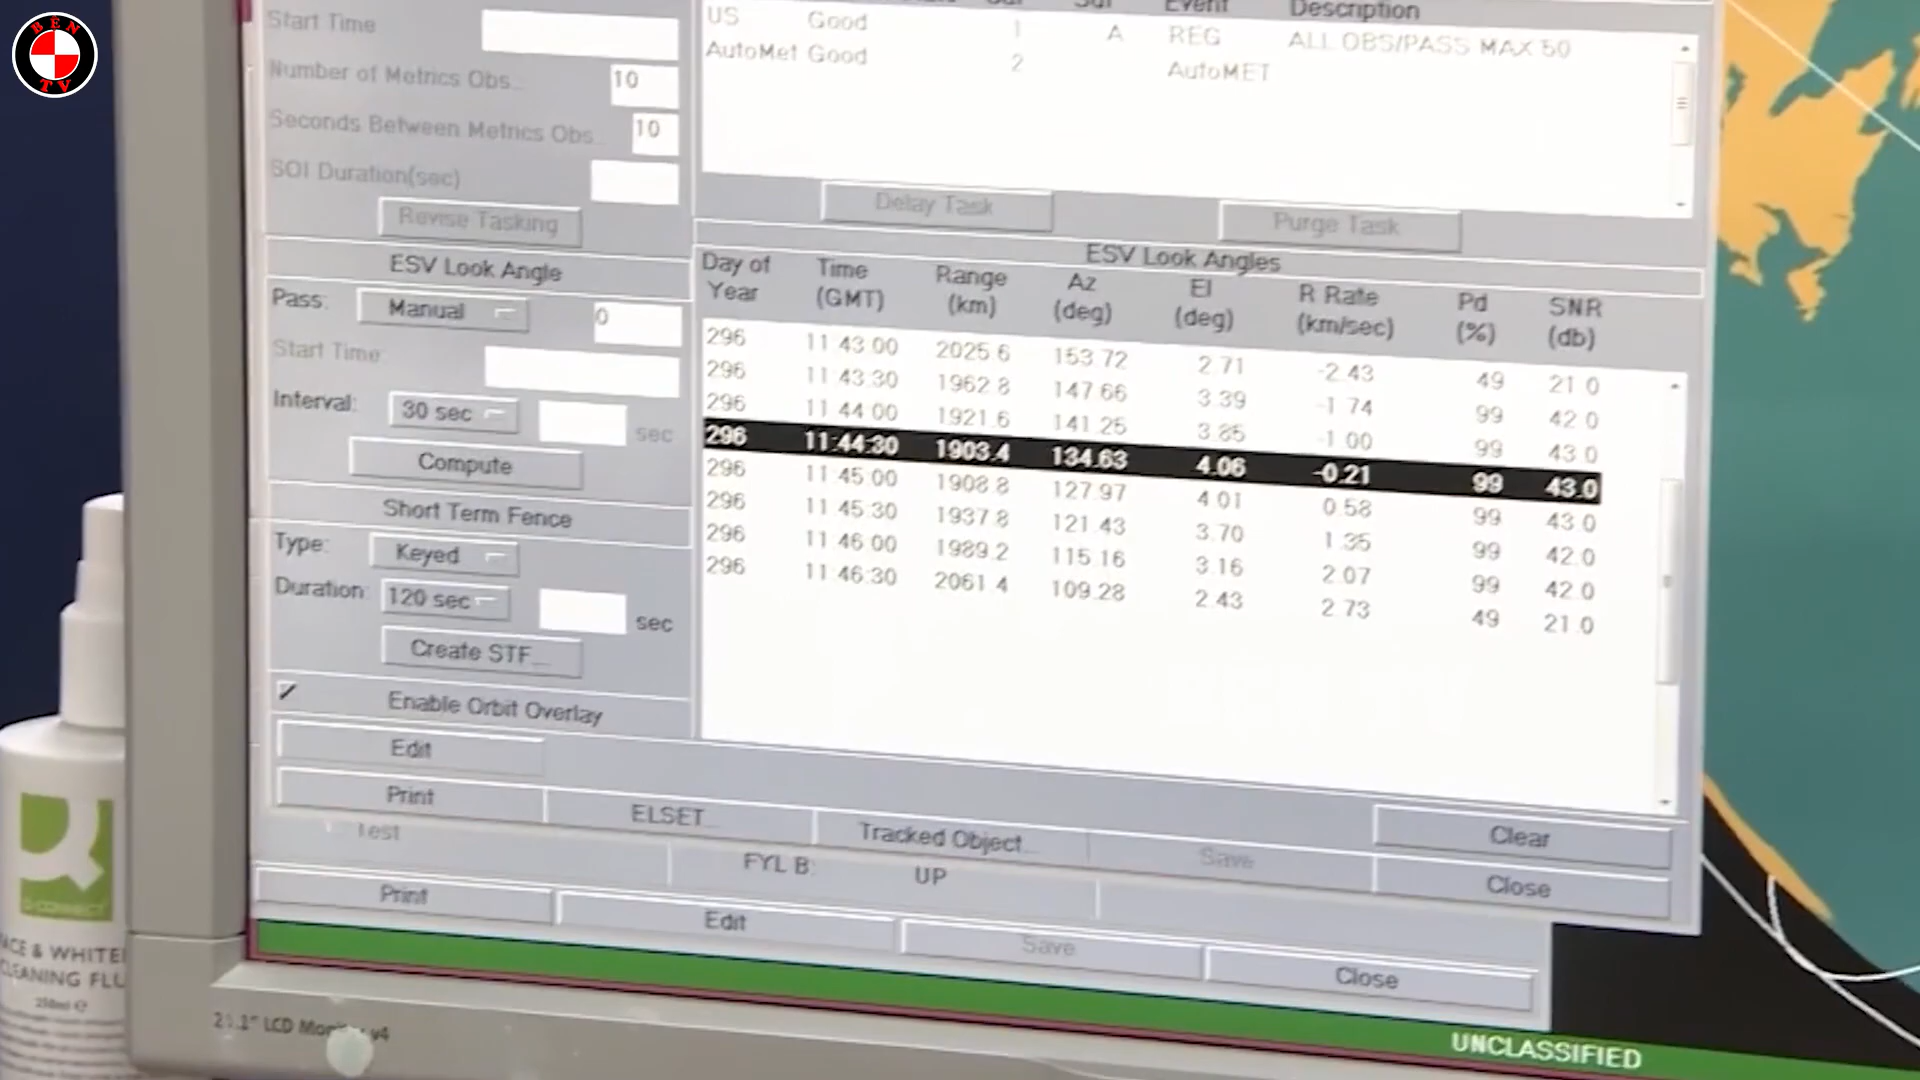 BEN
TV
Start Time
Number of Metrics Obs...
10
Seconds Between Metrics Obs...
10
SOI Duration(sec)
Revise Tasking
Event Description
US Good 1 A REG ALL OBS/PASS MAX 50
AutoMet Good 2 AutoMET
Delay Task
Purge Task
ESV Look Angle
Pass: Manual 0
Start Time:
Interval: 30 sec sec
Compute
Short Term Fence
Type: Keyed
Duration: 120 sec sec
Create STF...
Enable Orbit Overlay
ESV Look Angles
Day of Year Time (GMT) Range (km) Az (deg) El (deg) R Rate (km/sec) Pd (%) SNR (db)
296 11:43:00 2025.6 153.72 2.71 -2.43 49 21.0
296 11:43:30 1962.8 147.66 3.39 -1.74 99 42.0
296 11:44:00 1921.6 141.25 3.85 -1.00 99 43.0
296 11:44:30 1903.4 134.63 4.06 -0.21 99 43.0
296 11:45:00 1908.8 127.97 4.01 0.58 99 43.0
296 11:45:30 1937.8 121.43 3.70 1.35 99 42.0
296 11:46:00 1989.2 115.16 3.16 2.07 99 42.0
296 11:46:30 2061.4 109.28 2.43 2.73 49 21.0
Edit
Print ELSET... Tracked Object... Save Clear
Close
Test FYL B: UP
Print Edit Save Close
UNCLASSIFIED
LCD
Q-CONNECT
& WHITE
CLEANING
250ml